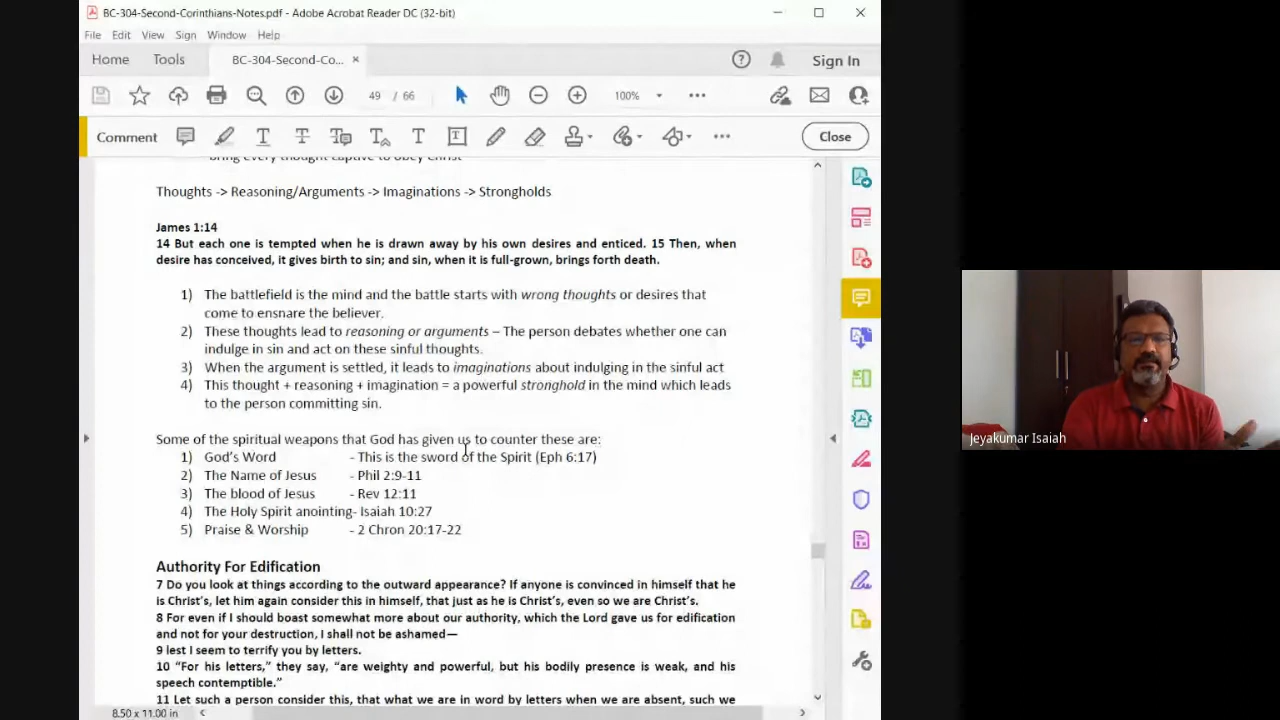 BC-304-Second-Corinthians-Notes.pdf - Adobe Acrobat Reader DC (32-bit)
File Edit View Sign Window Help
Home Tools BC-304-Second-Co... × Sign In
49 / 66 100%
Comment Close
bring every thought captive to obey Christ
Thoughts -> Reasoning/Arguments -> Imaginations -> Strongholds
James 1:14
14 But each one is tempted when he is drawn away by his own desires and enticed. 15 Then, when
desire has conceived, it gives birth to sin; and sin, when it is full-grown, brings forth death.
1) The battlefield is the mind and the battle starts with wrong thoughts or desires that
come to ensnare the believer.
2) These thoughts lead to reasoning or arguments – The person debates whether one can
indulge in sin and act on these sinful thoughts.
3) When the argument is settled, it leads to imaginations about indulging in the sinful act
4) This thought + reasoning + imagination = a powerful stronghold in the mind which leads
to the person committing sin.
Some of the spiritual weapons that God has given us to counter these are:
1) God's Word - This is the sword of the Spirit (Eph 6:17)
2) The Name of Jesus - Phil 2:9-11
3) The blood of Jesus - Rev 12:11
4) The Holy Spirit anointing- Isaiah 10:27
5) Praise & Worship - 2 Chron 20:17-22
Authority For Edification
7 Do you look at things according to the outward appearance? If anyone is convinced in himself that he
is Christ's, let him again consider this in himself, that just as he is Christ's, even so we are Christ's.
8 For even if I should boast somewhat more about our authority, which the Lord gave us for edification
and not for your destruction, I shall not be ashamed—
9 lest I seem to terrify you by letters.
10 “For his letters,” they say, “are weighty and powerful, but his bodily presence is weak, and his
speech contemptible.”
11 Let such a person consider this, that what we are in word by letters when we are absent, such we
8.50 x 11.00 in
Jeyakumar Isaiah